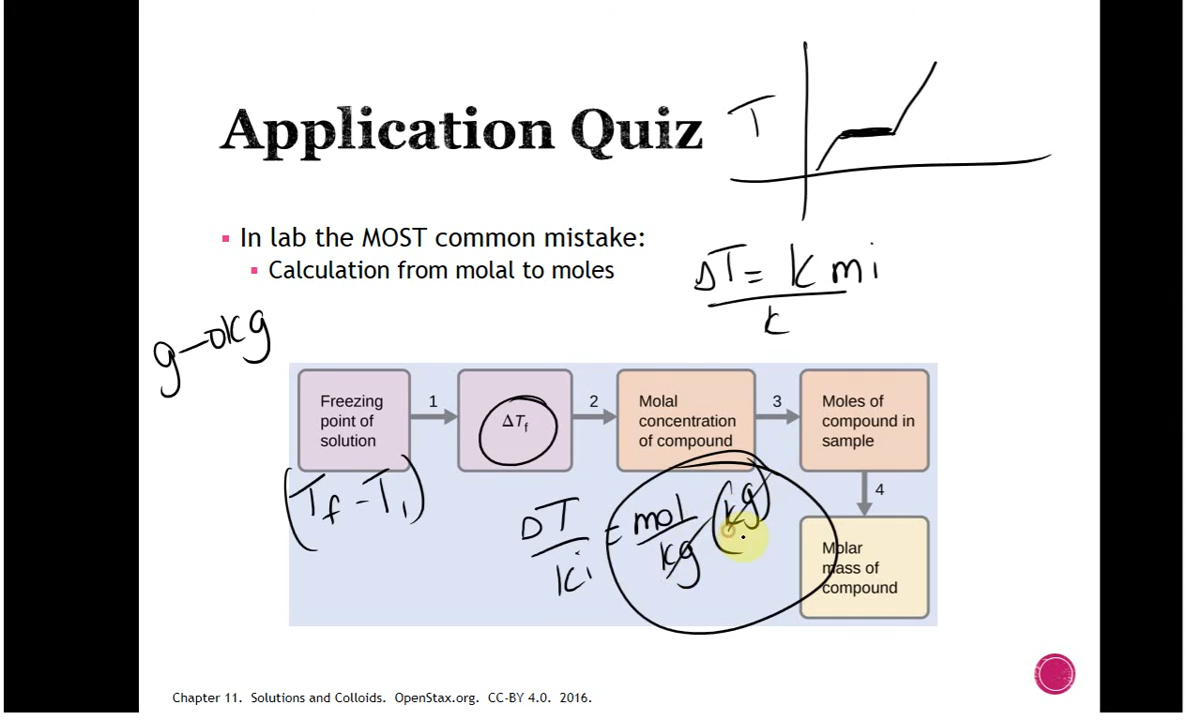 Application Quiz
T
▪ In lab the MOST common mistake:
▪ Calculation from molal to moles
ΔT = k m i
k
g→kg
Freezing
point of
solution
1
ΔTf
2
Molal
concentration
of compound
3
Moles of
compound in
sample
4
Molar
mass of
compound
(Tf - Ti)
ΔT
ki
=
mol
kg
(kg)
Chapter 11. Solutions and Colloids. OpenStax.org. CC-BY 4.0. 2016.